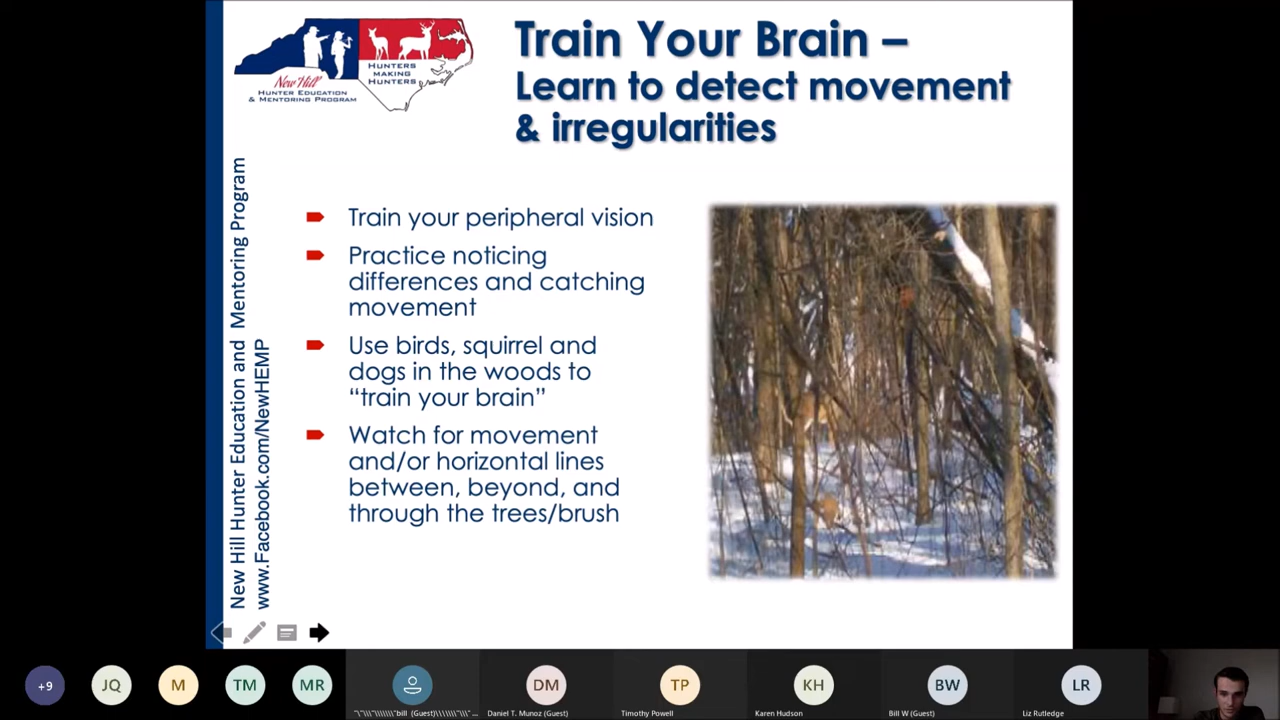 New Hill
HUNTER EDUCATION
& MENTORING PROGRAM
HUNTERS
MAKING
HUNTERS
Train Your Brain –
Learn to detect movement
& irregularities
New Hill Hunter Education and Mentoring Program
www.Facebook.com/NewHEMP
Train your peripheral vision
Practice noticing
differences and catching
movement
Use birds, squirrel and
dogs in the woods to
“train your brain”
Watch for movement
and/or horizontal lines
between, beyond, and
through the trees/brush
+9
JQ
M
TM
MR
DM
TP
KH
BW
LR
"\"\\"\\\\\\\"bill (Guest)\\\\\\\"\\\" ...
Daniel T. Munoz (Guest)
Timothy Powell
Karen Hudson
Bill W (Guest)
Liz Rutledge